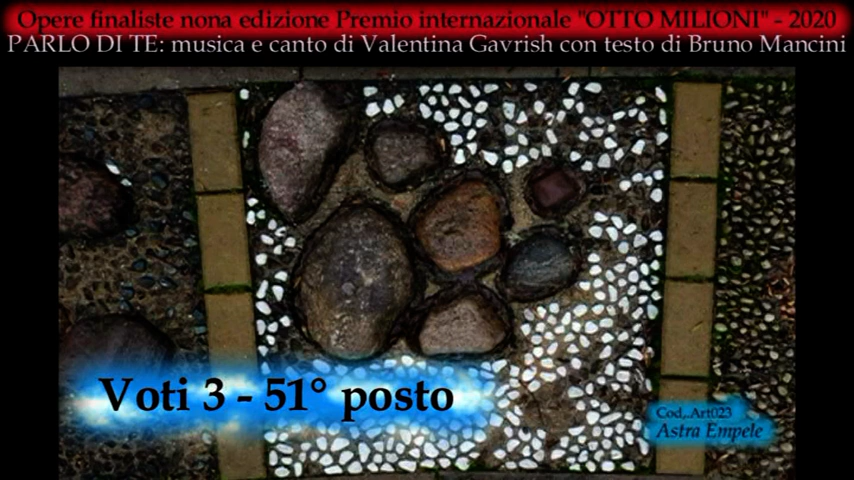 Opere finaliste nona edizione Premio internazionale "OTTO MILIONI" - 2020
PARLO DI TE: musica e canto di Valentina Gavrish con testo di Bruno Mancini
Voti 3 - 51° posto
Cod,.Art023
Astra Empele